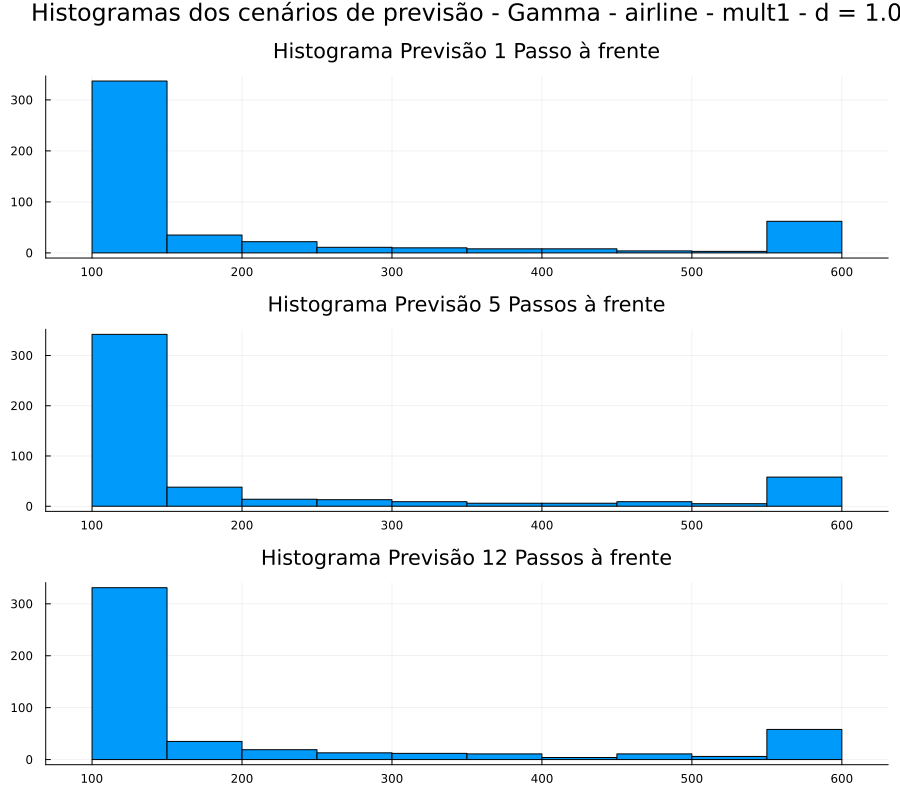 Histogramas dos cenários de previsão - Gamma - airline - mult1 - d = 1.0
Histograma Previsão 1 Passo à frente
300
200
100
0
100 200 300 400 500 600
Histograma Previsão 5 Passos à frente
300
200
100
0
100 200 300 400 500 600
Histograma Previsão 12 Passos à frente
300
200
100
0
100 200 300 400 500 600